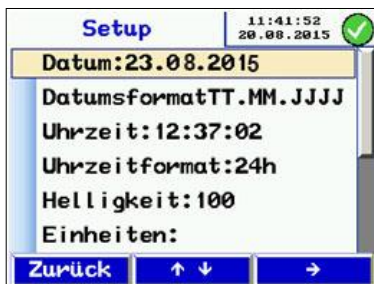 Setup
11:41:52
20.08.2015
Datum:23.08.2015
DatumsformatTT.MM.JJJJ
Uhrzeit:12:37:02
Uhrzeitformat:24h
Helligkeit:100
Einheiten:
Zurück ↑ ↓ →